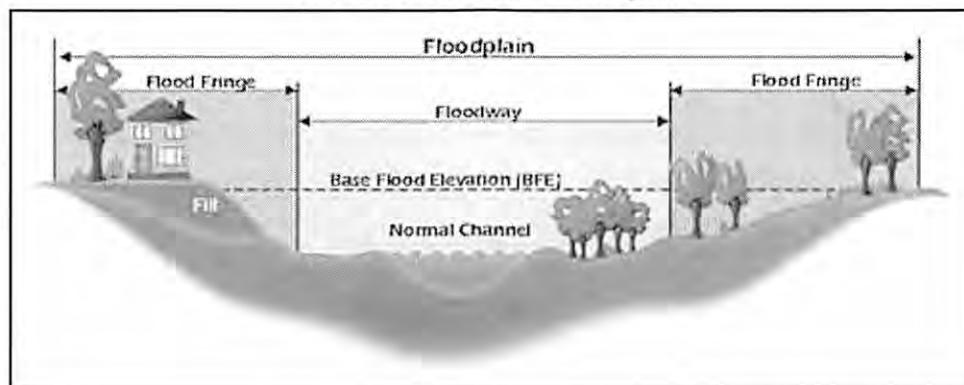 Floodplain
Flood Fringe
Flood Fringe
Floodway
Base Flood Elevation (BFE)
Fill
Normal Channel